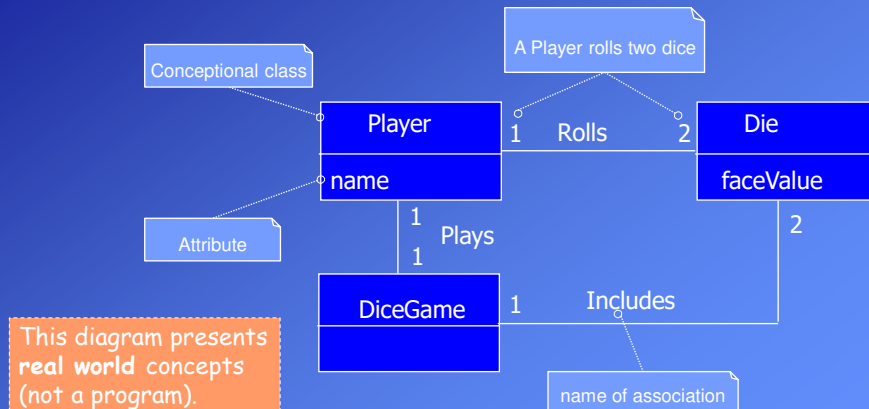 A Player rolls two dice
Conceptional class
Player
1 Rolls 2
Die
name
faceValue
1
Plays
1
2
Attribute
DiceGame
1 Includes
This diagram presents
real world concepts
(not a program).
name of association